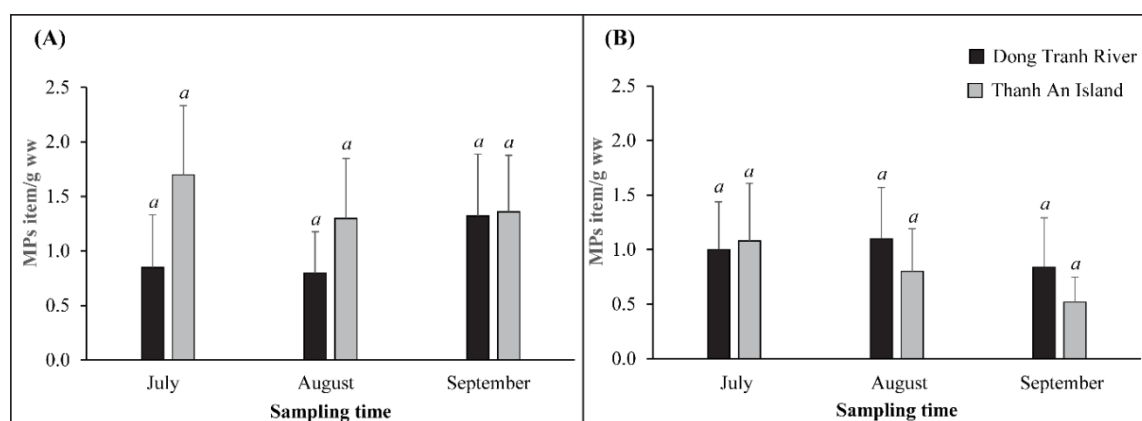 (A)
2.5
2.0
1.5
1.0
0.5
0.0
MPs item/g ww
a
a
a
a
a
a
July
August
September
Sampling time
(B)
Dong Tranh River
Thanh An Island
2.5
2.0
1.5
1.0
0.5
0.0
MPs item/g ww
a
a
a
a
a
a
July
August
September
Sampling time